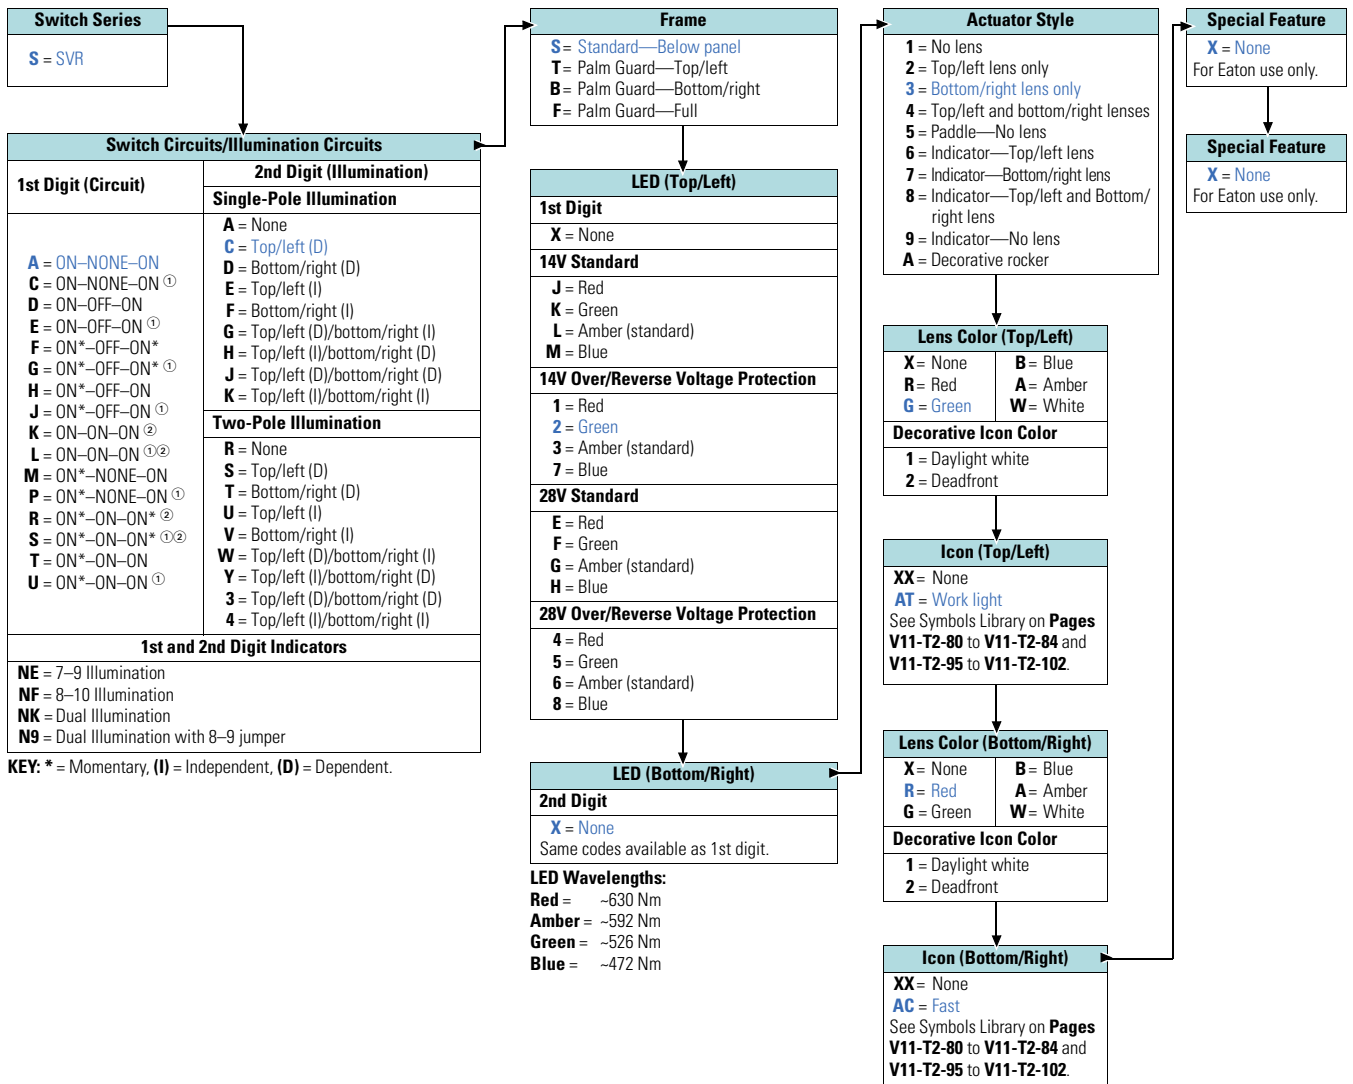 Switch Series
S = SVR
Switch Circuits/Illumination Circuits
1st Digit (Circuit)
A = ON–NONE–ON
C = ON–NONE–ON ①
D = ON–OFF–ON
E = ON–OFF–ON ①
F = ON*–OFF–ON*
G = ON*–OFF–ON* ①
H = ON*–OFF–ON
J = ON*–OFF–ON ①
K = ON–ON–ON ②
L = ON–ON–ON ①②
M = ON*–NONE–ON
P = ON*–NONE–ON ①
R = ON*–ON–ON* ②
S = ON*–ON–ON* ①②
T = ON*–ON–ON
U = ON*–ON–ON ①
2nd Digit (Illumination)
Single-Pole Illumination
A = None
C = Top/left (D)
D = Bottom/right (D)
E = Top/left (I)
F = Bottom/right (I)
G = Top/left (D)/bottom/right (I)
H = Top/left (I)/bottom/right (D)
J = Top/left (D)/bottom/right (D)
K = Top/left (I)/bottom/right (I)
Two-Pole Illumination
R = None
S = Top/left (D)
T = Bottom/right (D)
U = Top/left (I)
V = Bottom/right (I)
W = Top/left (D)/bottom/right (I)
Y = Top/left (I)/bottom/right (D)
3 = Top/left (D)/bottom/right (D)
4 = Top/left (I)/bottom/right (I)
1st and 2nd Digit Indicators
NE = 7–9 Illumination
NF = 8–10 Illumination
NK = Dual Illumination
N9 = Dual Illumination with 8–9 jumper
KEY: * = Momentary, (I) = Independent, (D) = Dependent.
Frame
S = Standard—Below panel
T = Palm Guard—Top/left
B = Palm Guard—Bottom/right
F = Palm Guard—Full
LED (Top/Left)
1st Digit
X = None
14V Standard
J = Red
K = Green
L = Amber (standard)
M = Blue
14V Over/Reverse Voltage Protection
1 = Red
2 = Green
3 = Amber (standard)
7 = Blue
28V Standard
E = Red
F = Green
G = Amber (standard)
H = Blue
28V Over/Reverse Voltage Protection
4 = Red
5 = Green
6 = Amber (standard)
8 = Blue
LED (Bottom/Right)
2nd Digit
X = None
Same codes available as 1st digit.
LED Wavelengths:
Red = ~630 Nm
Amber = ~592 Nm
Green = ~526 Nm
Blue = ~472 Nm
Actuator Style
1 = No lens
2 = Top/left lens only
3 = Bottom/right lens only
4 = Top/left and bottom/right lenses
5 = Paddle—No lens
6 = Indicator—Top/left lens
7 = Indicator—Bottom/right lens
8 = Indicator—Top/left and Bottom/
right lens
9 = Indicator—No lens
A = Decorative rocker
Lens Color (Top/Left)
X = None B = Blue
R = Red A = Amber
G = Green W = White
Decorative Icon Color
1 = Daylight white
2 = Deadfront
Icon (Top/Left)
XX = None
AT = Work light
See Symbols Library on Pages
V11-T2-80 to V11-T2-84 and
V11-T2-95 to V11-T2-102.
Lens Color (Bottom/Right)
X = None B = Blue
R = Red A = Amber
G = Green W = White
Decorative Icon Color
1 = Daylight white
2 = Deadfront
Icon (Bottom/Right)
XX = None
AC = Fast
See Symbols Library on Pages
V11-T2-80 to V11-T2-84 and
V11-T2-95 to V11-T2-102.
Special Feature
X = None
For Eaton use only.
Special Feature
X = None
For Eaton use only.